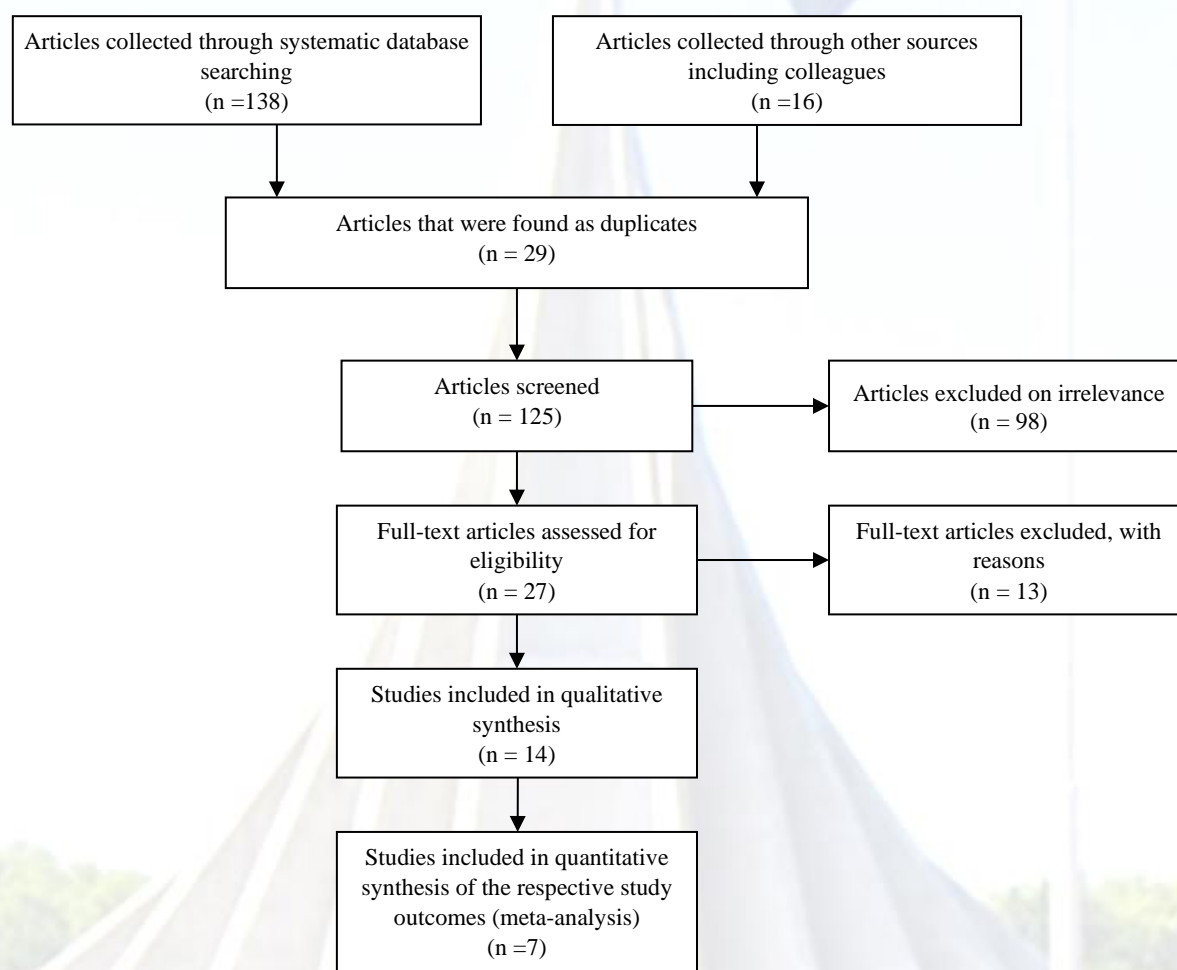 Articles collected through systematic database
searching
(n =138)
Articles collected through other sources
including colleagues
(n =16)
Articles that were found as duplicates
(n = 29)
Articles screened
(n = 125)
Articles excluded on irrelevance
(n = 98)
Full-text articles assessed for
eligibility
(n = 27)
Full-text articles excluded, with
reasons
(n = 13)
Studies included in qualitative
synthesis
(n = 14)
Studies included in quantitative
synthesis of the respective study
outcomes (meta-analysis)
(n =7)